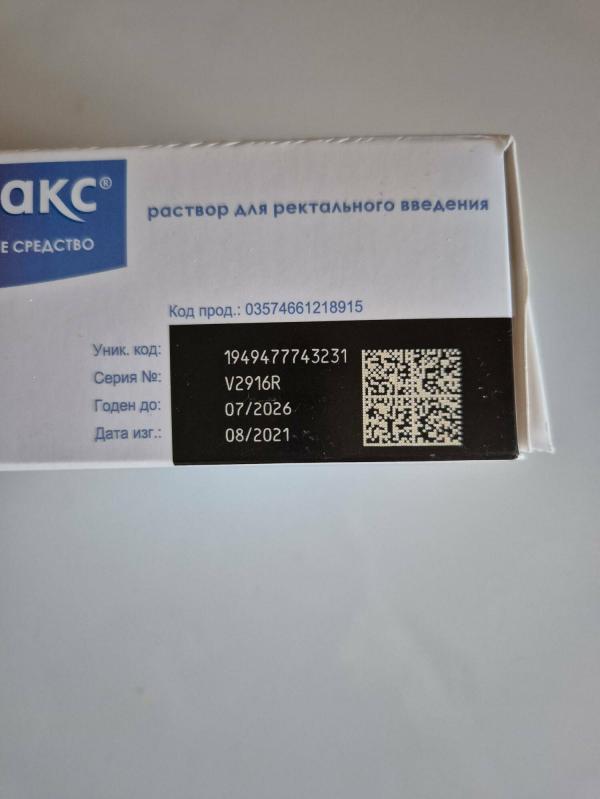 акс®
Е СРЕДСТВО
раствор для ректального введения
Код прод.: 03574661218915
Уник. код: 1949477743231
Серия №: V2916R
Годен до: 07/2026
Дата изг.: 08/2021